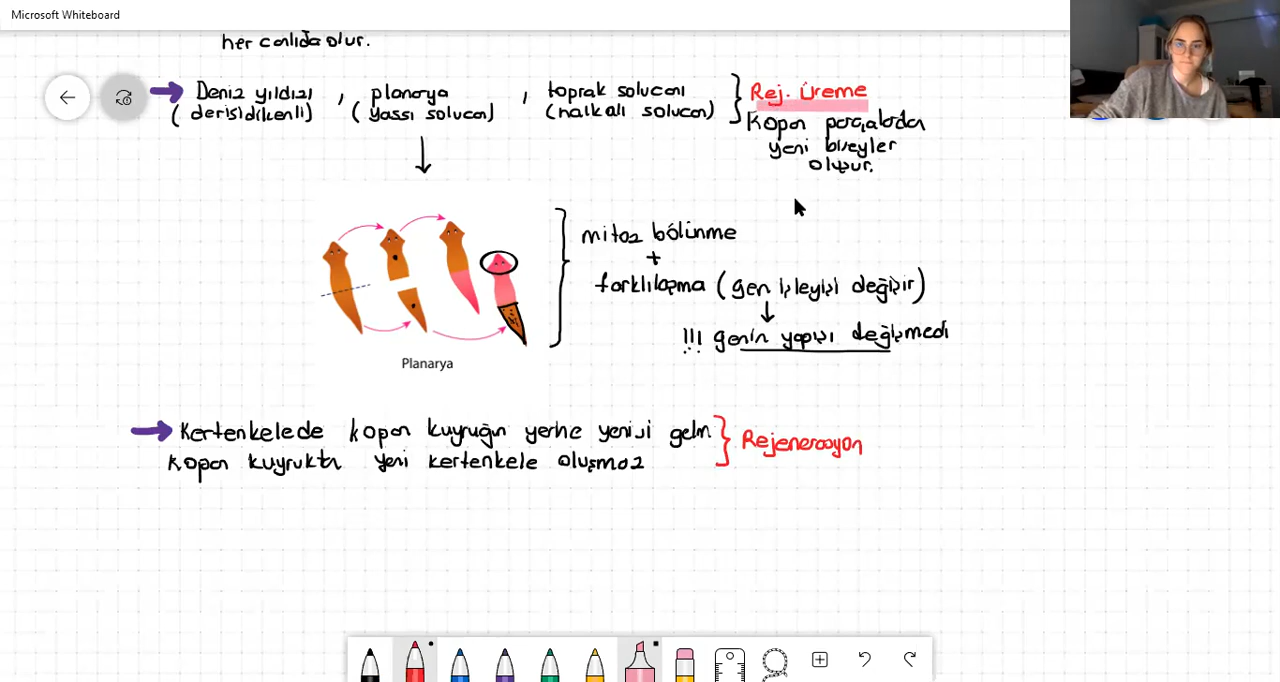 Microsoft Whiteboard
her canlıda olur.
Deniz yıldızı , planarya , toprak solucanı } Rej. Üreme
(derisidikenli) (yassı solucan) (halkalı solucan)
Kopan parçalardan
yeni bireyler
oluşur.
mitoz bölünme
+
farklılaşma (gen işleyişi değişir)
!!! genin yapısı değişmedi
Planarya
Kertenkelede kopan kuyruğun yerine yenisi gelir } Rejenerasyon
kopan kuyruktan yeni kertenkele oluşmaz